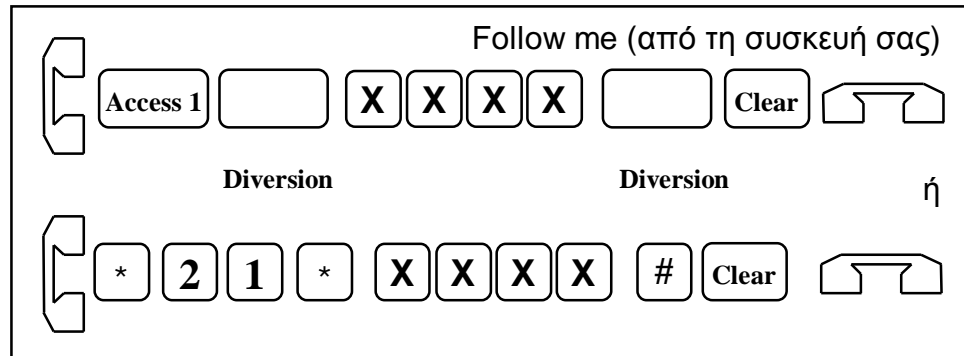 Follow me (από τη συσκευή σας)
Access 1 X X X X Clear
Diversion Diversion
ή
* 2 1 * X X X X # Clear